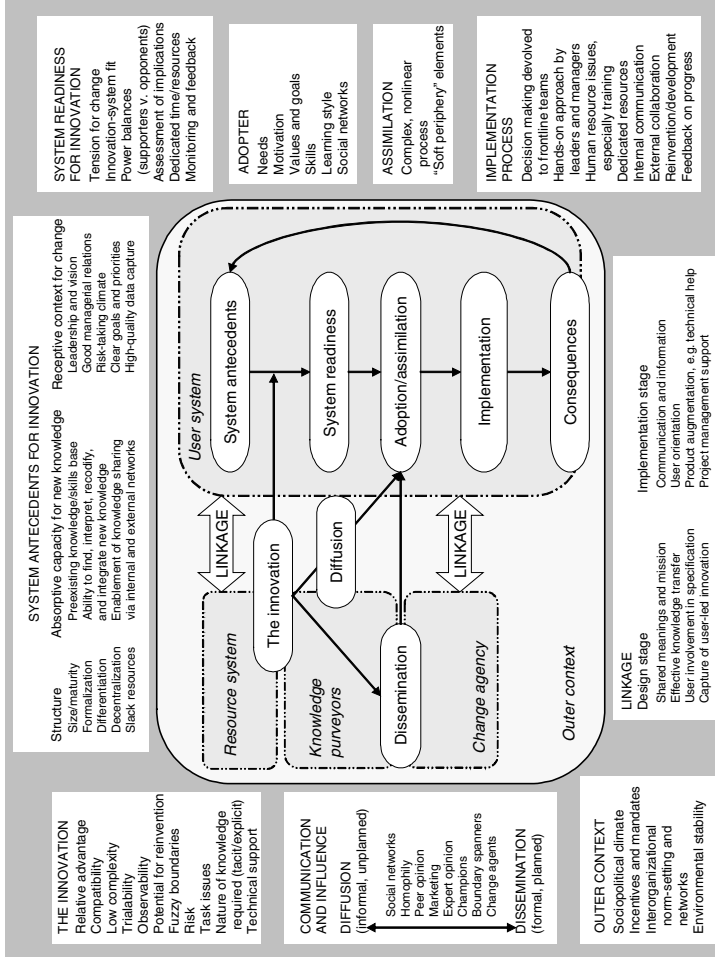 THE INNOVATION
Relative advantage
Compatibility
Low complexity
Trialability
Observability
Potential for reinvention
Fuzzy boundaries
Risk
Task issues
Nature of knowledge
required (tacit/explicit)
Technical support
COMMUNICATION
AND INFLUENCE
DIFFUSION
(informal, unplanned)
Social networks
Homophily
Peer opinion
Marketing
Expert opinion
Champions
Boundary spanners
Change agents
DISSEMINATION
(formal, planned)
OUTER CONTEXT
Sociopolitical climate
Incentives and mandates
Interorganizational
norm-setting and
networks
Environmental stability
SYSTEM ANTECEDENTS FOR INNOVATION
Structure
Size/maturity
Formalization
Differentiation
Decentralization
Slack resources
Absorptive capacity for new knowledge
Preexisting knowledge/skills base
Ability to find, interpret, recodify,
and integrate new knowledge
Enablement of knowledge sharing
via internal and external networks
Receptive context for change
Leadership and vision
Good managerial relations
Risk-taking climate
Clear goals and priorities
High-quality data capture
Resource system
Knowledge
purveyors
Change agency
Outer context
The innovation
Diffusion
Dissemination
LINKAGE
LINKAGE
User system
System antecedents
System readiness
Adoption/assimilation
Implementation
Consequences
LINKAGE
Design stage
Shared meanings and mission
Effective knowledge transfer
User involvement in specification
Capture of user-led innovation
Implementation stage
Communication and information
User orientation
Product augmentation, e.g. technical help
Project management support
SYSTEM READINESS
FOR INNOVATION
Tension for change
Innovation-system fit
Power balances
(supporters v. opponents)
Assessment of implications
Dedicated time/resources
Monitoring and feedback
ADOPTER
Needs
Motivation
Values and goals
Skills
Learning style
Social networks
ASSIMILATION
Complex, nonlinear
process
“Soft periphery” elements
IMPLEMENTATION
PROCESS
Decision making devolved
to frontline teams
Hands-on approach by
leaders and managers
Human resource issues,
especially training
Dedicated resources
Internal communication
External collaboration
Reinvention/development
Feedback on progress